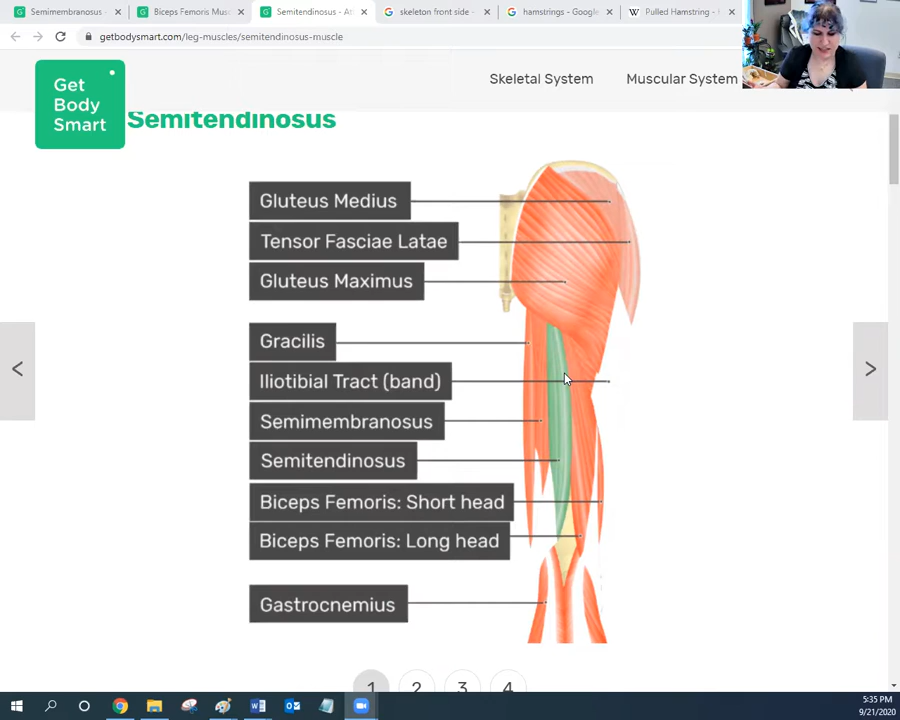 Semimembranosus -
Biceps Femoris Mus
Semitendinosus - At
skeleton front side -
hamstrings - Google
Pulled Hamstring -
getbodysmart.com/leg-muscles/semitendinosus-muscle
Get
Body
Smart
Skeletal System
Muscular System
Semitendinosus
Gluteus Medius
Tensor Fasciae Latae
Gluteus Maximus
Gracilis
Iliotibial Tract (band)
Semimembranosus
Semitendinosus
Biceps Femoris: Short head
Biceps Femoris: Long head
Gastrocnemius
1 2 3 4
5:35 PM
9/21/2020